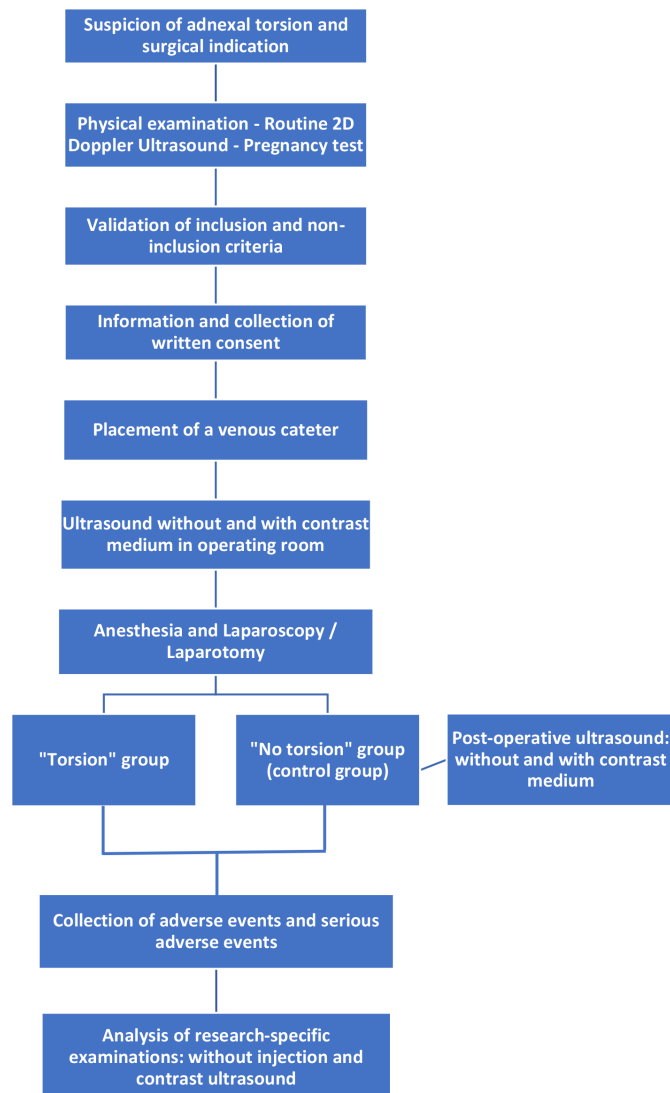 Suspicion of adnexal torsion and
surgical indication
Physical examination - Routine 2D
Doppler Ultrasound - Pregnancy test
Validation of inclusion and non-
inclusion criteria
Information and collection of
written consent
Placement of a venous cateter
Ultrasound without and with contrast
medium in operating room
Anesthesia and Laparoscopy /
Laparotomy
"Torsion" group
"No torsion" group
(control group)
Post-operative ultrasound:
without and with contrast
medium
Collection of adverse events and serious
adverse events
Analysis of research-specific
examinations: without injection and
contrast ultrasound